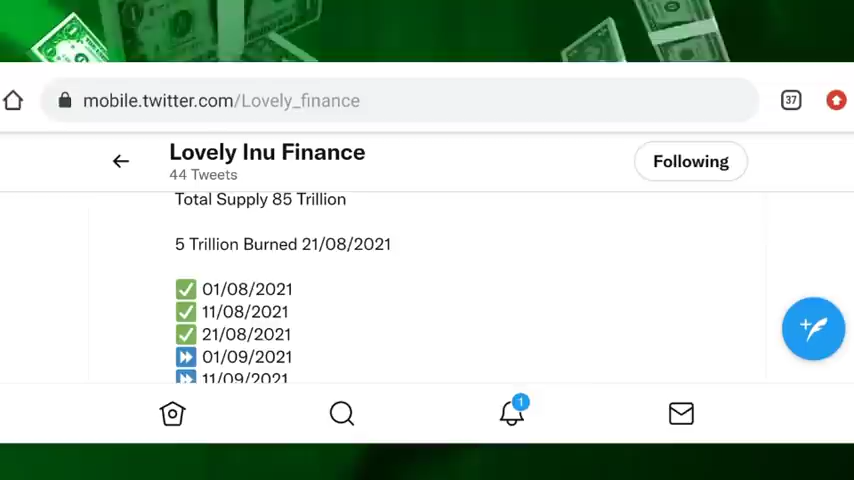 mobile.twitter.com/Lovely_finance
37
Lovely Inu Finance
44 Tweets
Following
Total Supply 85 Trillion
5 Trillion Burned 21/08/2021
✅ 01/08/2021
✅ 11/08/2021
✅ 21/08/2021
⏩ 01/09/2021
⏩ 11/09/2021
1